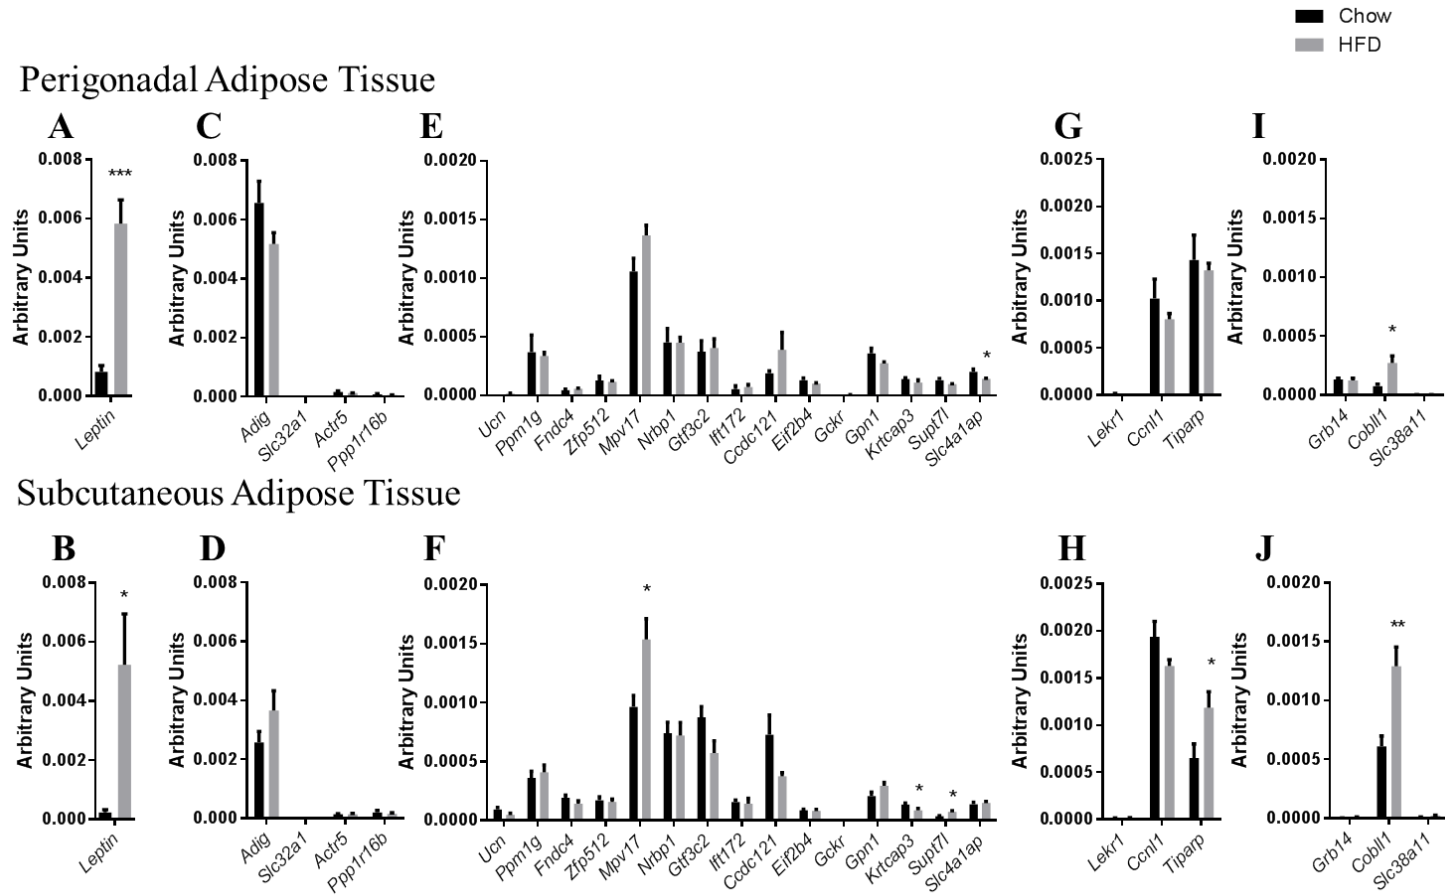 Chow
HFD
Perigonadal Adipose Tissue
A
C
E
G
I
Arbitrary Units
0.008
0.006
0.004
0.002
0.000
***
Leptin
Arbitrary Units
0.008
0.006
0.004
0.002
0.000
Adig
Slc32a1
Actr5
Ppp1r16b
Arbitrary Units
0.0020
0.0015
0.0010
0.0005
0.0000
*
Ucn
Ppm1g
Fndc4
Zfp512
Mpv17
Nrbp1
Gtf3c2
Ift172
Ccdc121
Eif2b4
Gckr
Gpn1
Krtcap3
Supt7l
Slc4a1ap
Arbitrary Units
0.0025
0.0020
0.0015
0.0010
0.0005
0.0000
Lekr1
Ccnl1
Tiparp
Arbitrary Units
0.0020
0.0015
0.0010
0.0005
0.0000
*
Grb14
Cobll1
Slc38a11
Subcutaneous Adipose Tissue
B
D
F
H
J
Arbitrary Units
0.008
0.006
0.004
0.002
0.000
*
Leptin
Arbitrary Units
0.008
0.006
0.004
0.002
0.000
Adig
Slc32a1
Actr5
Ppp1r16b
Arbitrary Units
0.0020
0.0015
0.0010
0.0005
0.0000
*
*
*
Ucn
Ppm1g
Fndc4
Zfp512
Mpv17
Nrbp1
Gtf3c2
Ift172
Ccdc121
Eif2b4
Gckr
Gpn1
Krtcap3
Supt7l
Slc4a1ap
Arbitrary Units
0.0025
0.0020
0.0015
0.0010
0.0005
0.0000
*
Lekr1
Ccnl1
Tiparp
Arbitrary Units
0.0020
0.0015
0.0010
0.0005
0.0000
**
Grb14
Cobll1
Slc38a11